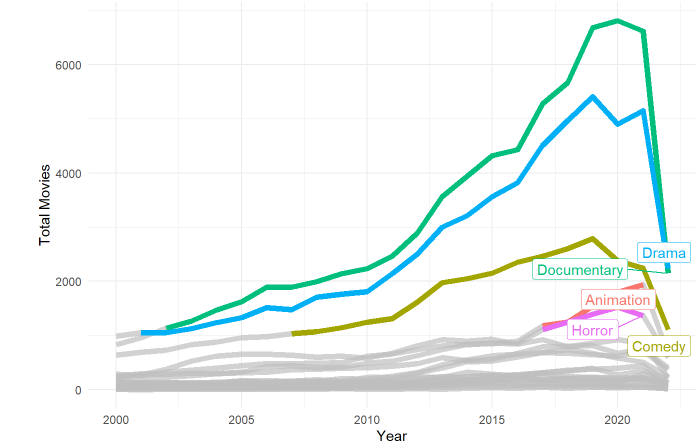 Total Movies
6000
4000
2000
0
Drama
Documentary
Animation
Horror
Comedy
2000
2005
2010
2015
2020
Year